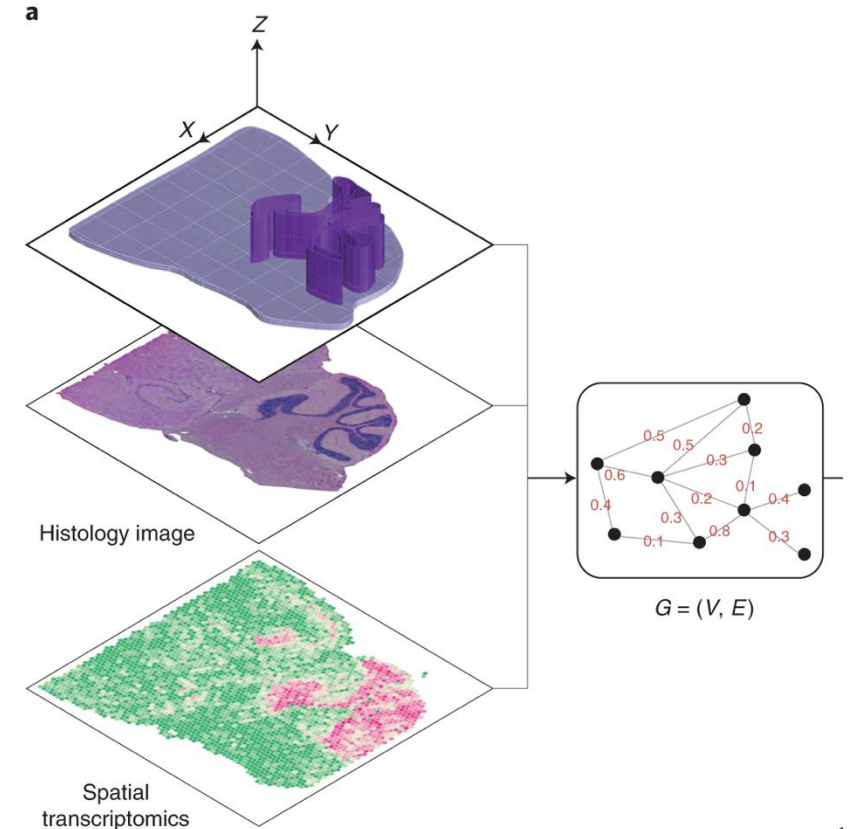 a
Z
X
Y
Histology image
Spatial
transcriptomics
0.5
0.2
0.5
0.3
0.6
0.1
0.4
0.2
0.4
0.3
0.8
0.1
0.3
G = (V, E)